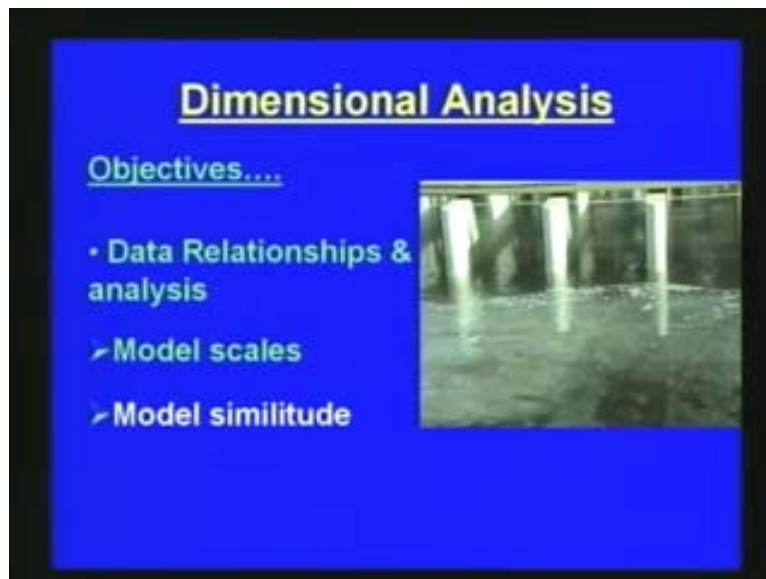 Dimensional Analysis
Objectives....
• Data Relationships &
analysis
➢Model scales
➢Model similitude